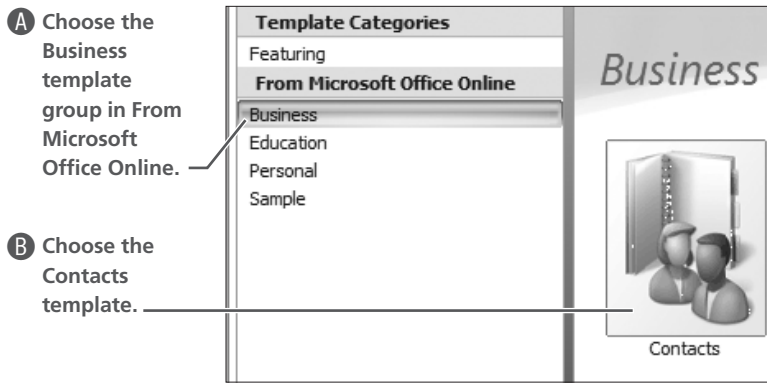 A Choose the
Business
template
group in From
Microsoft
Office Online.
B Choose the
Contacts
template.
Template Categories
Featuring
From Microsoft Office Online
Business
Education
Personal
Sample
Business
Contacts